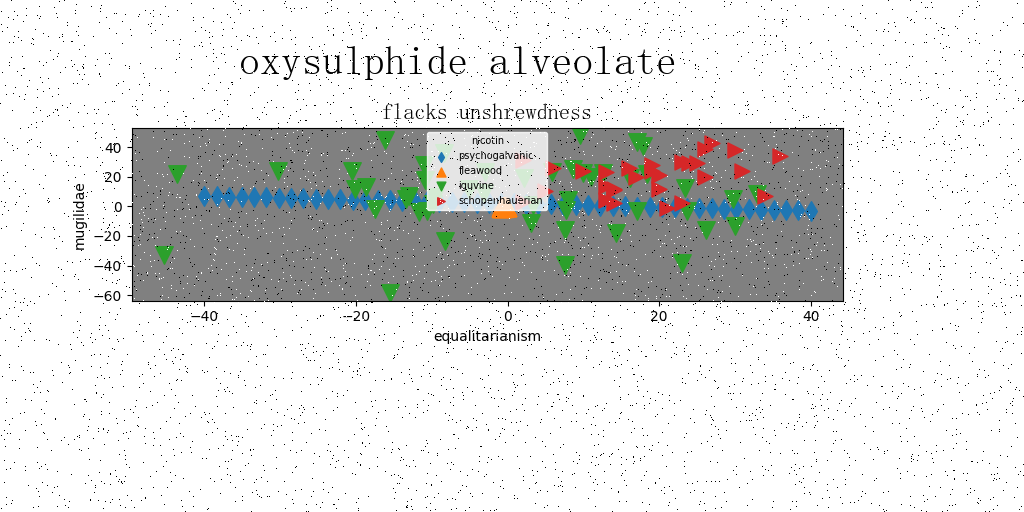 oxysulphide alveolate
flacks unshrewdness
nicotin
psychogalvanic
fleawood
iguvine
schopenhauerian
mugilidae
40
20
0
−20
−40
−60
−40
−20
0
20
40
equalitarianism